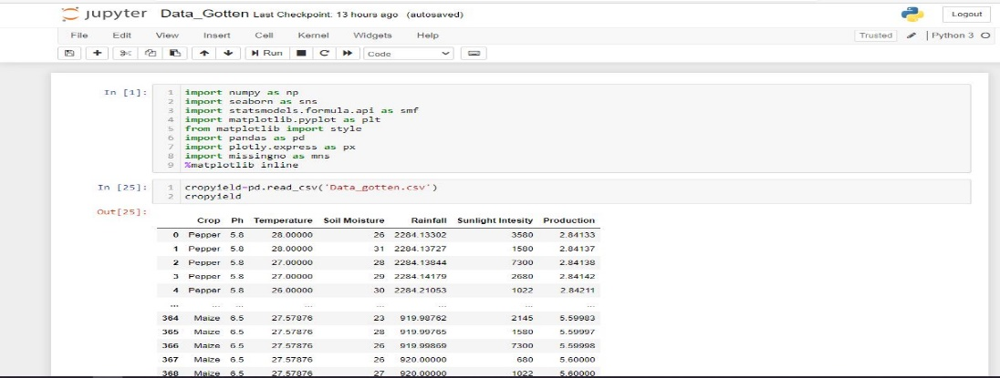 jupyter Data_Gotten Last Checkpoint: 13 hours ago (autosaved) Logout
File Edit View Insert Cell Kernel Widgets Help Trusted Python 3
Run Code
In [1]: 1 import numpy as np
2 import seaborn as sns
3 import statsmodels.formula.api as smf
4 import matplotlib.pyplot as plt
5 from matplotlib import style
6 import pandas as pd
7 import plotly.express as px
8 import missingno as mns
9 %matplotlib inline
In [25]: 1 cropyield=pd.read_csv('Data_gotten.csv')
2 cropyield
Out[25]:
Crop Ph Temperature Soil Moisture Rainfall Sunlight Intesity Production
0 Pepper 5.8 28.00000 26 2284.13302 3580 2.84133
1 Pepper 5.8 28.00000 31 2284.13727 1580 2.84137
2 Pepper 5.8 27.00000 28 2284.13844 7300 2.84138
3 Pepper 5.8 27.00000 29 2284.14179 2680 2.84142
4 Pepper 5.8 26.00000 30 2284.21053 1022 2.84211
... ... ... ... ... ... ... ...
364 Maize 6.5 27.57876 23 919.98762 2145 5.59983
365 Maize 6.5 27.57876 28 919.99765 1580 5.59997
366 Maize 6.5 27.57876 26 919.99869 7300 5.59998
367 Maize 6.5 27.57876 26 920.00000 680 5.60000
368 Maize 6.5 27.57876 27 920.00000 1022 5.60000